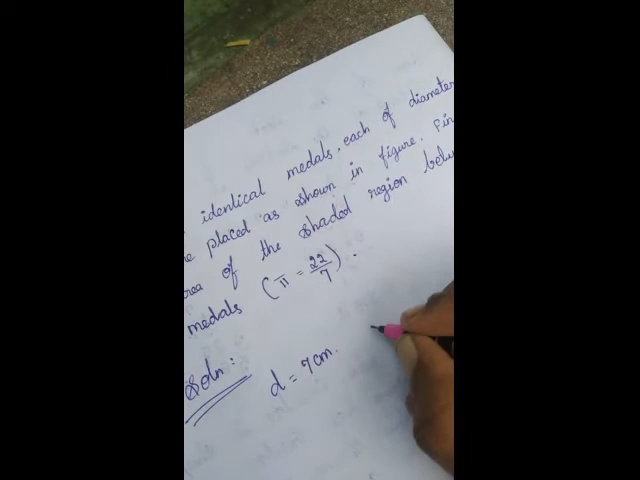 identical medals, each of diameter
placed as shown in figure. Fin
of the shaded region betw
medals (π = 22/7).
Soln:
d = 7cm.